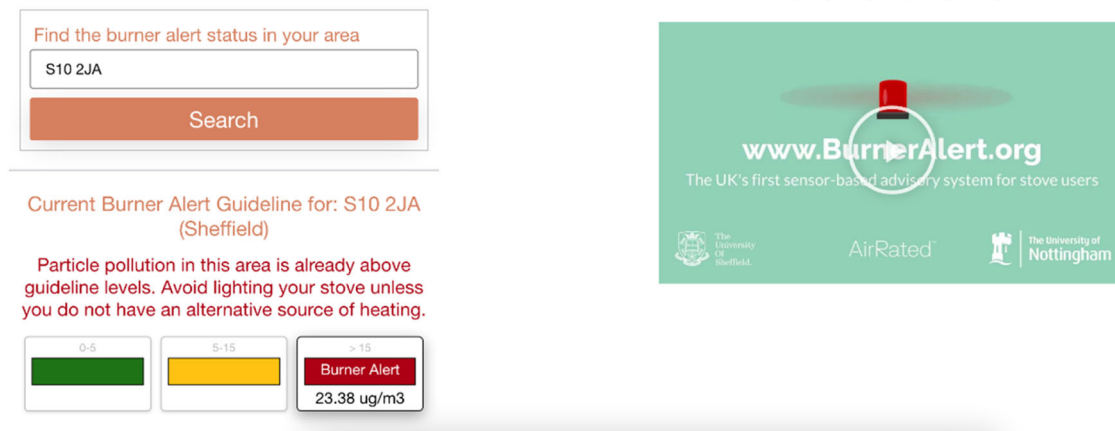 Find the burner alert status in your area
S10 2JA
Search
Current Burner Alert Guideline for: S10 2JA
(Sheffield)
Particle pollution in this area is already above
guideline levels. Avoid lighting your stove unless
you do not have an alternative source of heating.
0-5
5-15
> 15
Burner Alert
23.38 ug/m3
www.BurnerAlert.org
The UK's first sensor-based advisory system for stove users
The
University
Of
Sheffield.
AirRated™
The University of
Nottingham